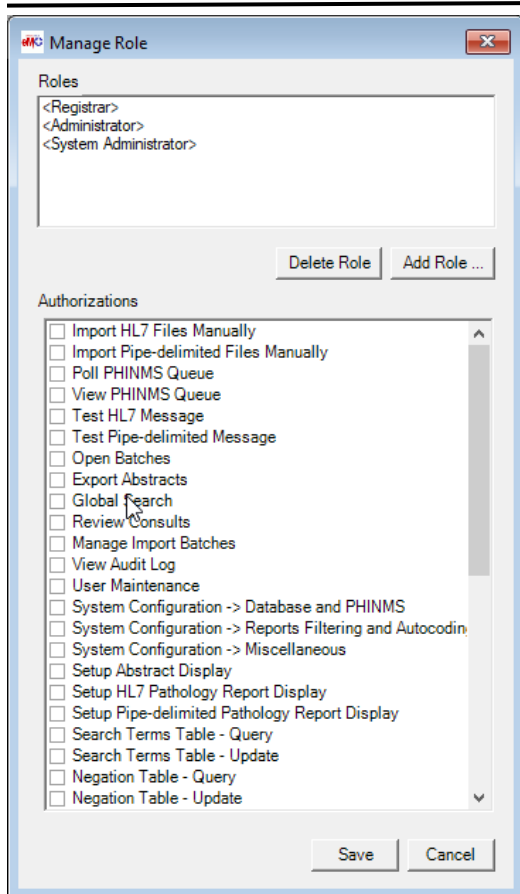 eMC Manage Role
Roles
<Registrar>
<Administrator>
<System Administrator>
Delete Role Add Role ...
Authorizations
Import HL7 Files Manually
Import Pipe-delimited Files Manually
Poll PHINMS Queue
View PHINMS Queue
Test HL7 Message
Test Pipe-delimited Message
Open Batches
Export Abstracts
Global Search
Review Consults
Manage Import Batches
View Audit Log
User Maintenance
System Configuration -> Database and PHINMS
System Configuration -> Reports Filtering and Autocodin
System Configuration -> Miscellaneous
Setup Abstract Display
Setup HL7 Pathology Report Display
Setup Pipe-delimited Pathology Report Display
Search Terms Table - Query
Search Terms Table - Update
Negation Table - Query
Negation Table - Update
Save Cancel